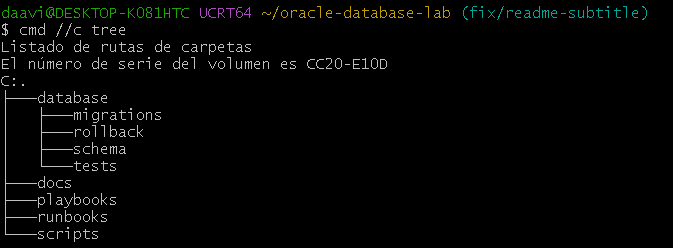 daavi@DESKTOP-K081HTC UCRT64 ~/oracle-database-lab (fix/readme-subtitle)
$ cmd //c tree
Listado de rutas de carpetas
El número de serie del volumen es CC20-E10D
C:.
├───database
│   ├───migrations
│   ├───rollback
│   ├───schema
│   └───tests
├───docs
├───playbooks
├───runbooks
└───scripts